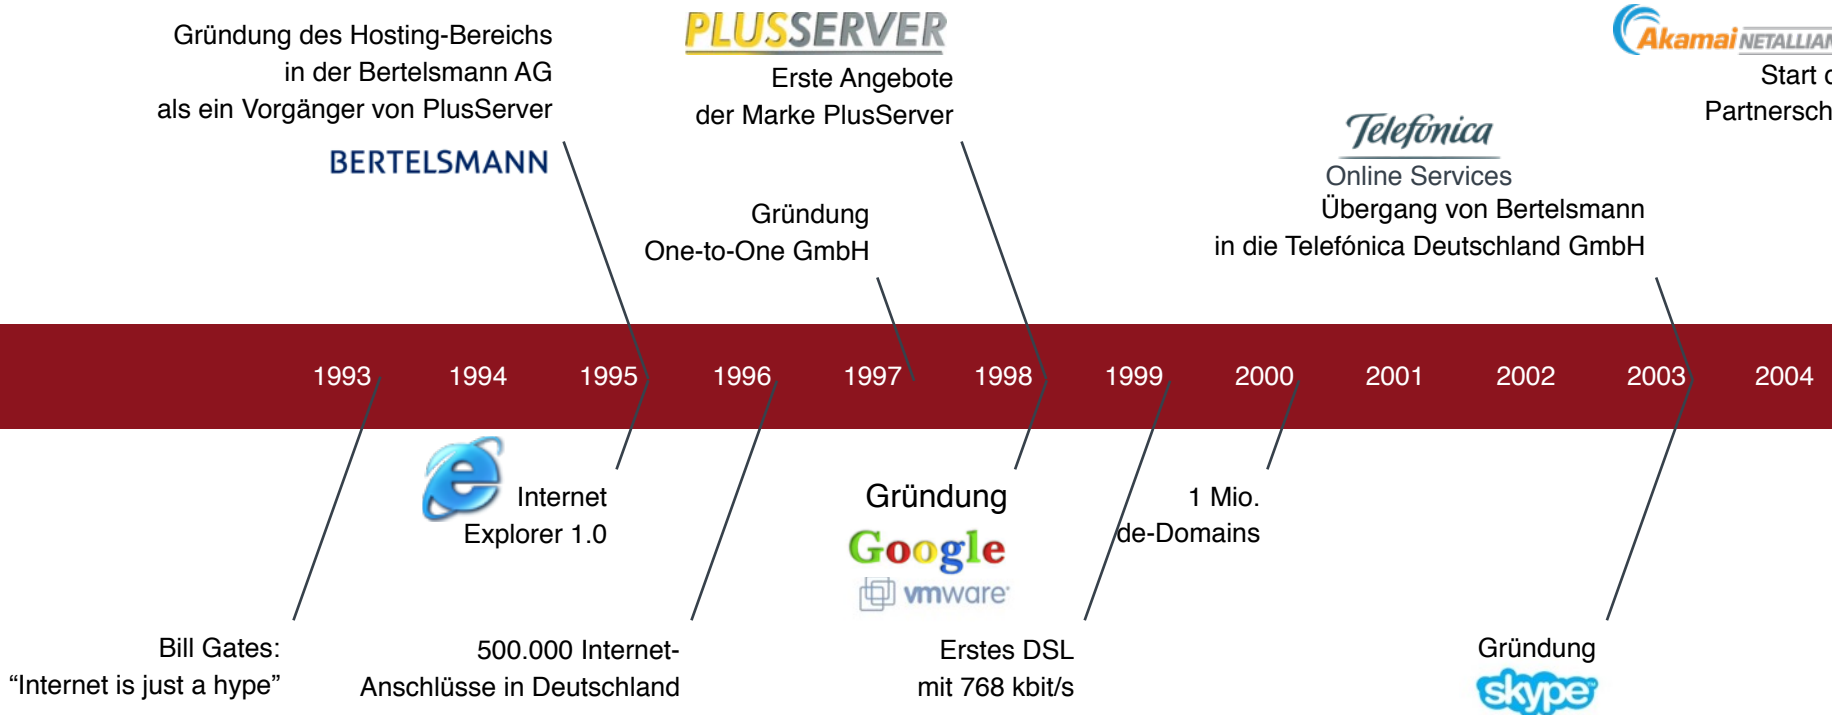 Gründung des Hosting-Bereichs
in der Bertelsmann AG
als ein Vorgänger von PlusServer
BERTELSMANN
PLUSSERVER
Erste Angebote
der Marke PlusServer
Gründung
One-to-One GmbH
Telefónica
Online Services
Übergang von Bertelsmann
in die Telefónica Deutschland GmbH
Akamai
Start
1993 1994 1995 1996 1997 1998 1999 2000 2001 2002 2003 2004
Bill Gates:
“Internet is just a hype”
Internet
Explorer 1.0
500.000 Internet-
Anschlüsse in Deutschland
Gründung
Google
vmware
Erstes DSL
mit 768 kbit/s
1 Mio.
de-Domains
Gründung
skype